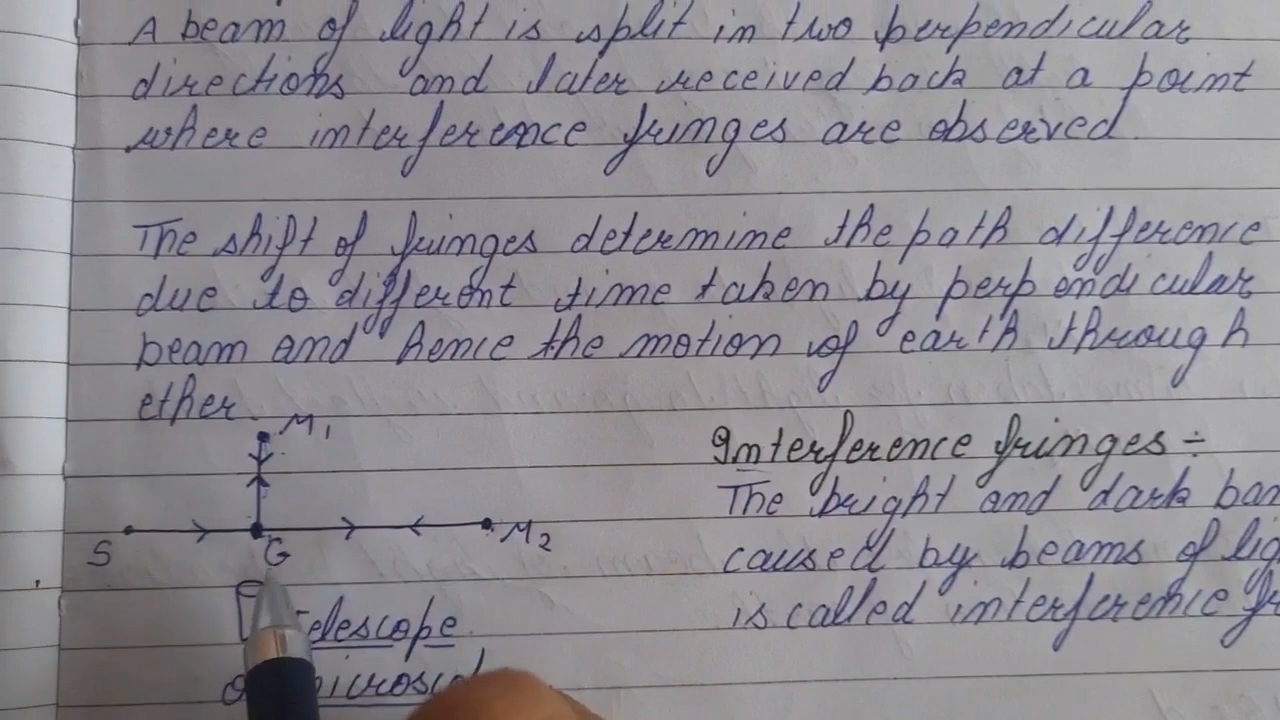 A beam of light is split in two perpendicular
directions and later received back at a point
where interference fringes are observed.
The shift of fringes determine the path difference
due to different time taken by perpendicular
beam and hence the motion of earth through
ether.
M1
S
G
M2
Telescope
Interference fringes ÷
The bright and dark
caused by beams of
is called interference